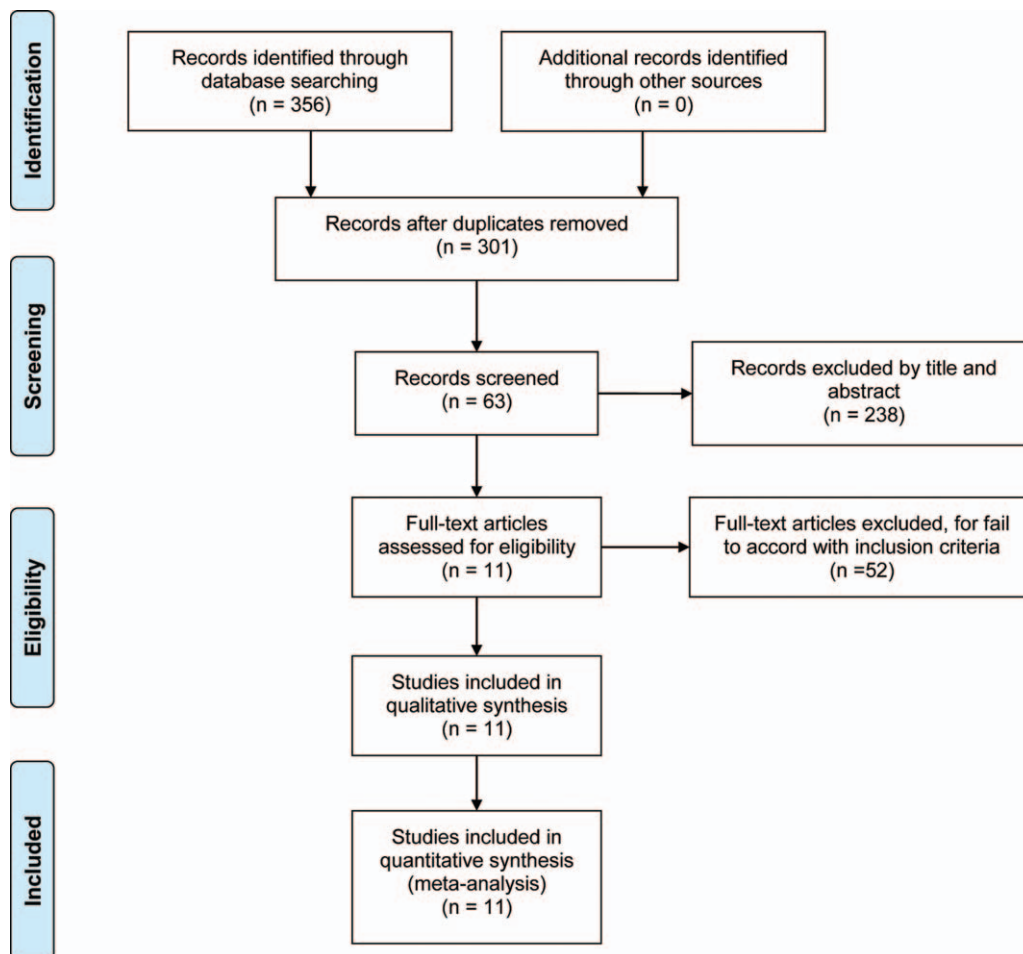 Identification
Records identified through
database searching
(n = 356)
Additional records identified
through other sources
(n = 0)
Records after duplicates removed
(n = 301)
Screening
Records screened
(n = 63)
Records excluded by title and
abstract
(n = 238)
Eligibility
Full-text articles
assessed for eligibility
(n = 11)
Full-text articles excluded, for fail
to accord with inclusion criteria
(n =52)
Studies included in
qualitative synthesis
(n = 11)
Included
Studies included in
quantitative synthesis
(meta-analysis)
(n = 11)